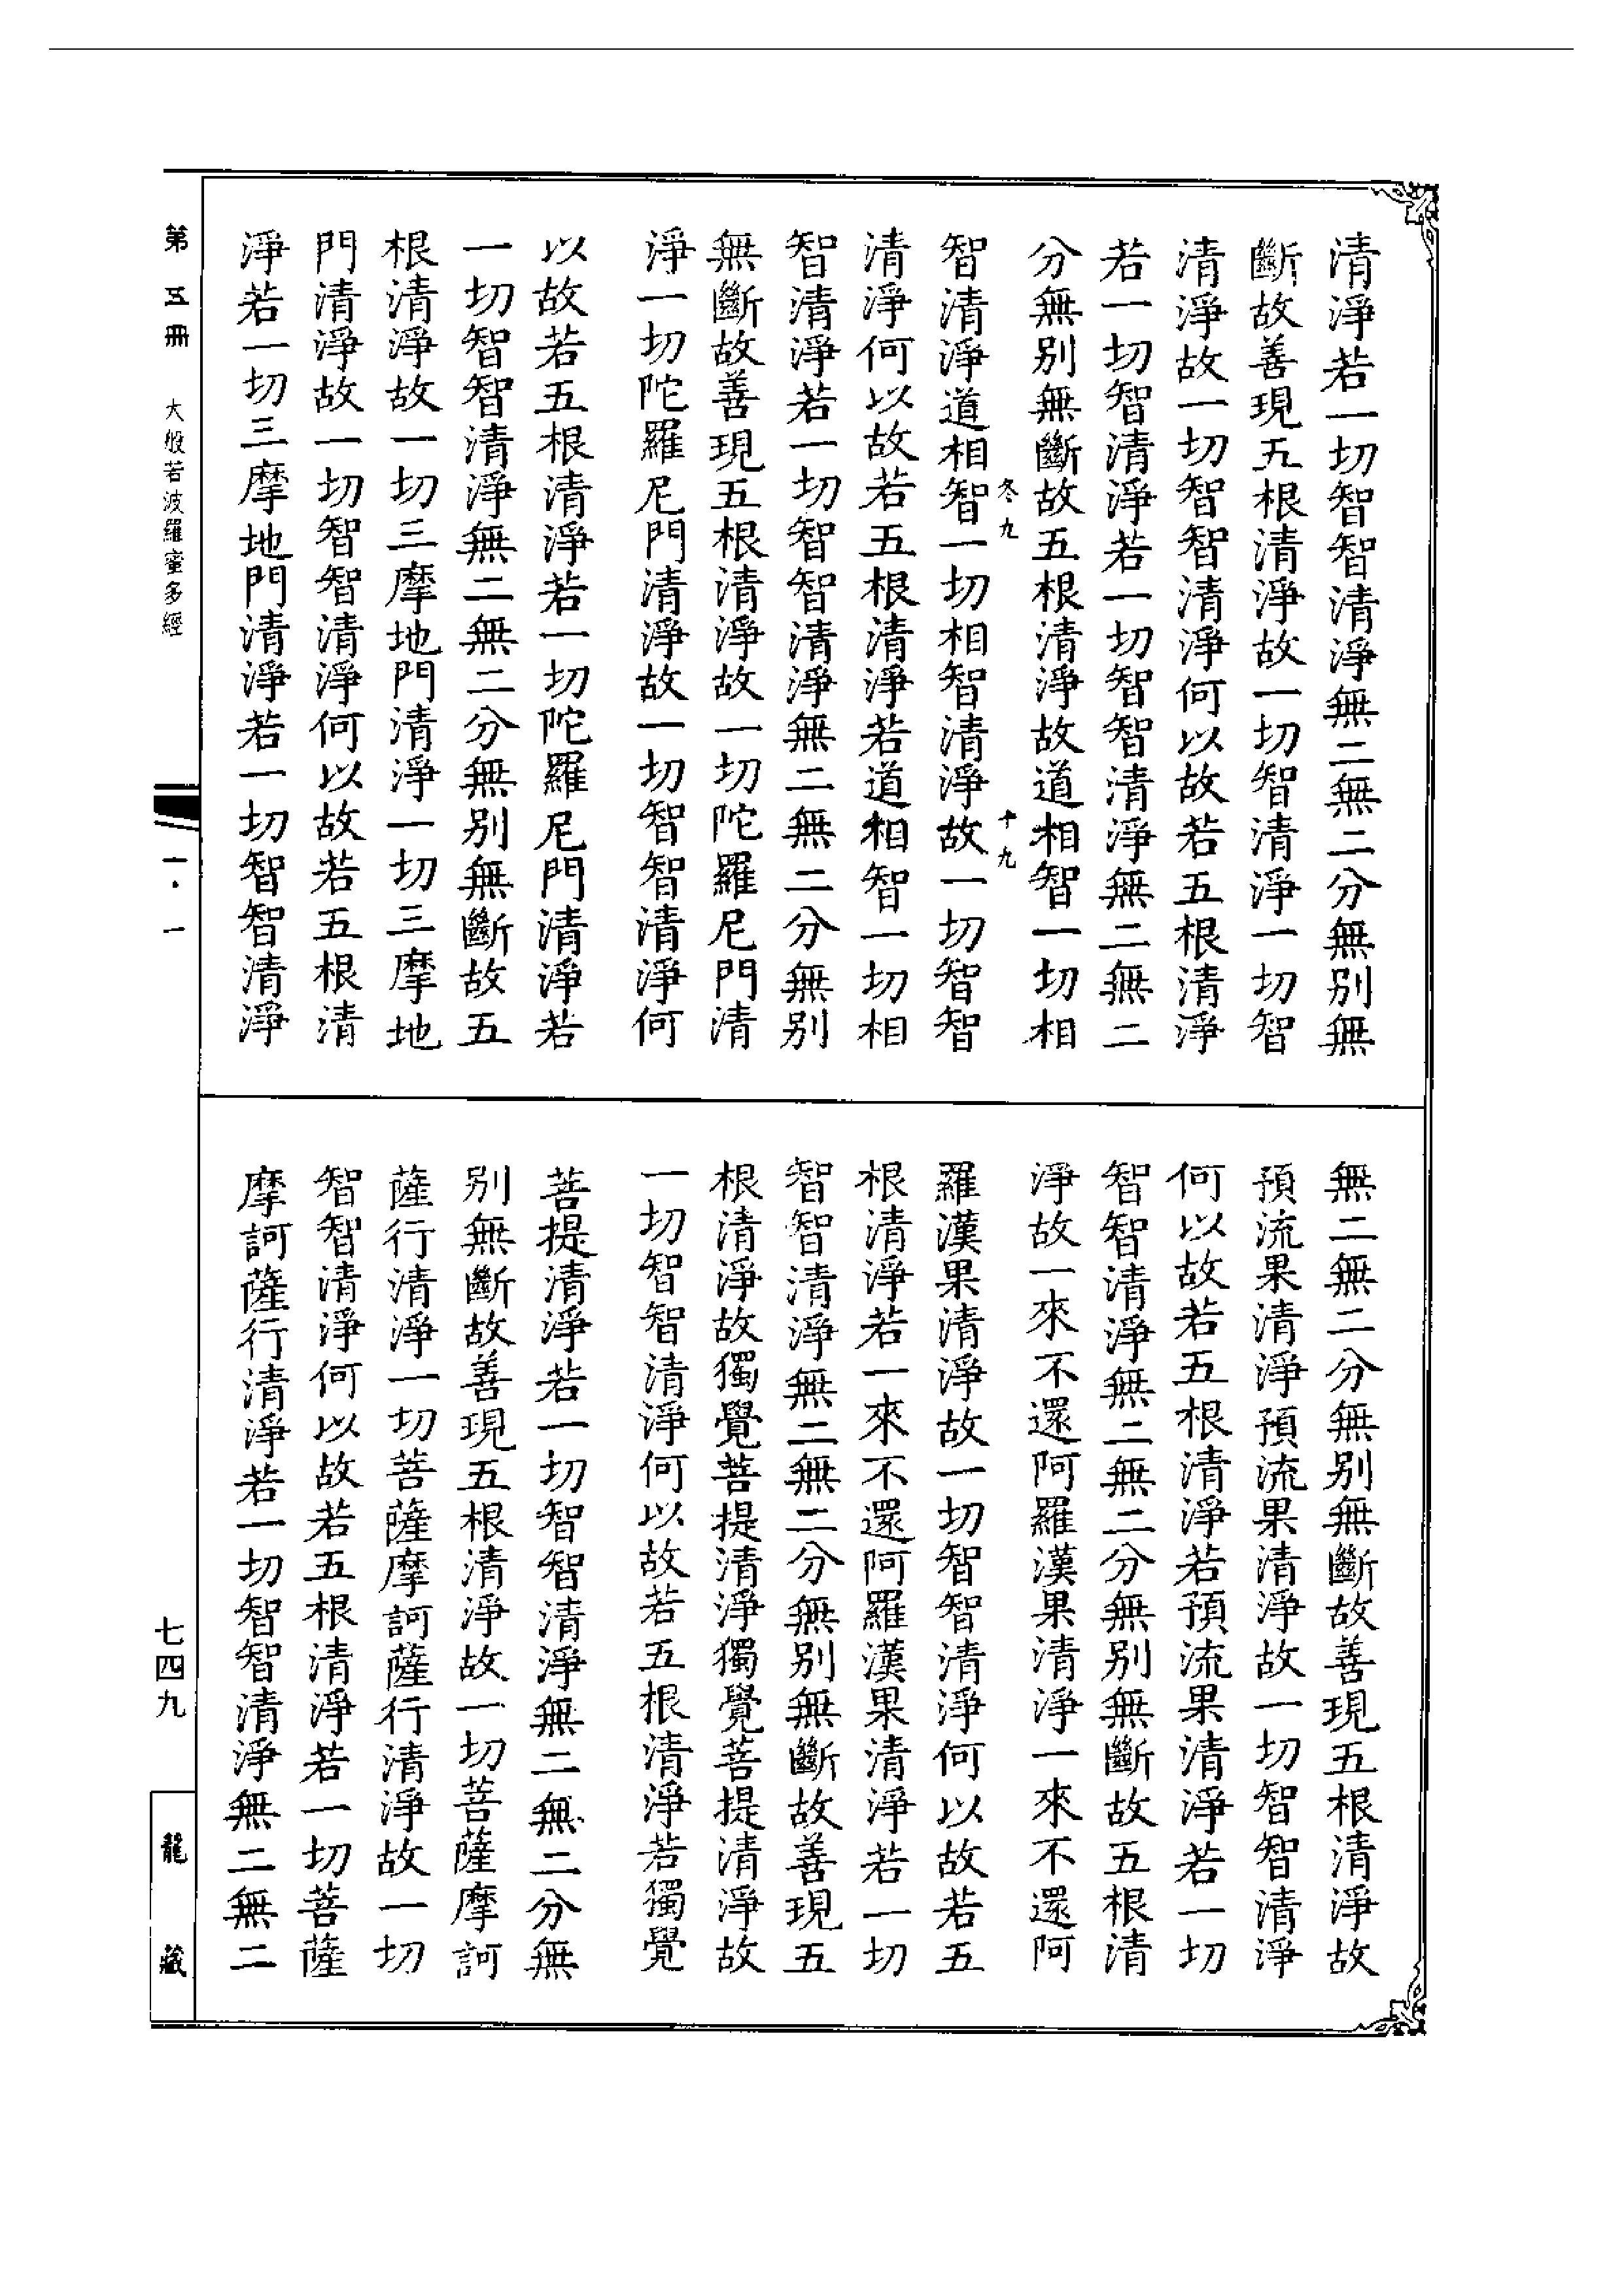 清淨若一切智智清淨無二無二分無別無
斷故善現五根清淨故一切智清淨一切智
清淨故一切智智清淨何以故若五根清淨
若一切智清淨若一切智智清淨無二無二
分無別無斷故五根清淨故道相智一切相
冬九
十九
智清淨道相智一切相智清淨故一切智智
清淨何以故若五根清淨若道相智一切相
智清淨若一切智智清淨無二無二分無別
無斷故善現五根清淨故一切陀羅尼門清
淨一切陀羅尼門清淨故一切智智清淨何
以故若五根清淨若一切陀羅尼門清淨若
一切智智清淨無二無二分無別無斷故五
根清淨故一切三摩地門清淨一切三摩地
門清淨故一切智智清淨何以故若五根清
淨若一切三摩地門清淨若一切智智清淨
無二無二分無別無斷故善現五根清淨故
預流果清淨預流果清淨故一切智智清淨
何以故若五根清淨若預流果清淨若一切
智智清淨無二無二分無別無斷故五根清
淨故一來不還阿羅漢果清淨一來不還阿
羅漢果清淨故一切智智清淨何以故若五
根清淨若一來不還阿羅漢果清淨若一切
智智清淨無二無二分無別無斷故善現五
根清淨故獨覺菩提清淨獨覺菩提清淨故
一切智智清淨何以故若五根清淨若獨覺
菩提清淨若一切智智清淨無二無二分無
別無斷故善現五根清淨故一切菩薩摩訶
薩行清淨一切菩薩摩訶薩行清淨故一切
智智清淨何以故若五根清淨若一切菩薩
摩訶薩行清淨若一切智智清淨無二無二
第五冊
大般若波羅蜜多經
一·一
七四九
龍藏